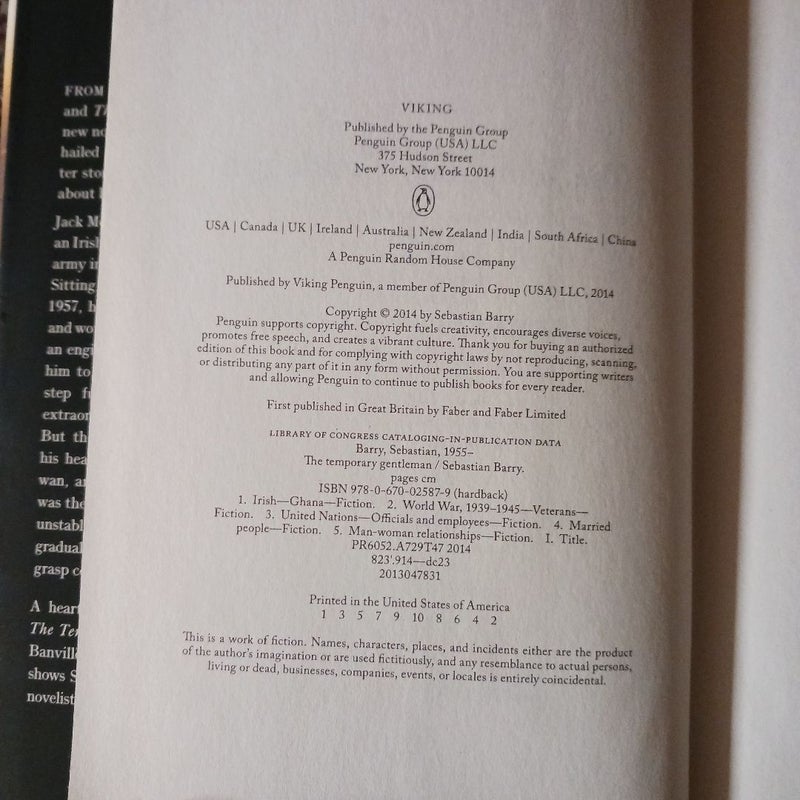 FROM
and
new
hailed
ter
about
Jack
an
army
Sitting
1957,
and
an
him to
step
But
his
wan,
was
grasp
A
The
shows
VIKING
Published by the Penguin Group
Penguin Group (USA) LLC
375 Hudson Street
New York, New York 10014
USA | Canada | UK | Ireland | Australia | New Zealand | India | South Africa | China
penguin.com
A Penguin Random House Company
Published by Viking Penguin, a member of Penguin Group (USA) LLC, 2014
Copyright © 2014 by Sebastian Barry
Penguin supports copyright. Copyright fuels creativity, encourages diverse voices,
promotes free speech, and creates a vibrant culture. Thank you for buying an authorized
edition of this book and for complying with copyright laws by not reproducing, scanning,
or distributing any part of it in any form without permission. You are supporting writers
and allowing Penguin to continue to publish books for every reader.
First published in Great Britain by Faber and Faber Limited
LIBRARY OF CONGRESS CATALOGING-IN-PUBLICATION DATA
Barry, Sebastian, 1955–
The temporary gentleman / Sebastian Barry.
pages cm
ISBN 978-0-670-02587-9 (hardback)
1. Irish—Ghana—Fiction. 2. World War, 1939–1945—Veterans—
Fiction. 3. United Nations—Officials and employees—Fiction. 4. Married
people—Fiction. 5. Man-woman relationships—Fiction. I. Title.
PR6052.A729T47 2014
823'.914—dc23
2013047831
Printed in the United States of America
1 3 5 7 9 10 8 6 4 2
This is a work of fiction. Names, characters, places, and incidents either are the product
of the author's imagination or are used fictitiously, and any resemblance to actual persons,
living or dead, businesses, companies, events, or locales is entirely coincidental.